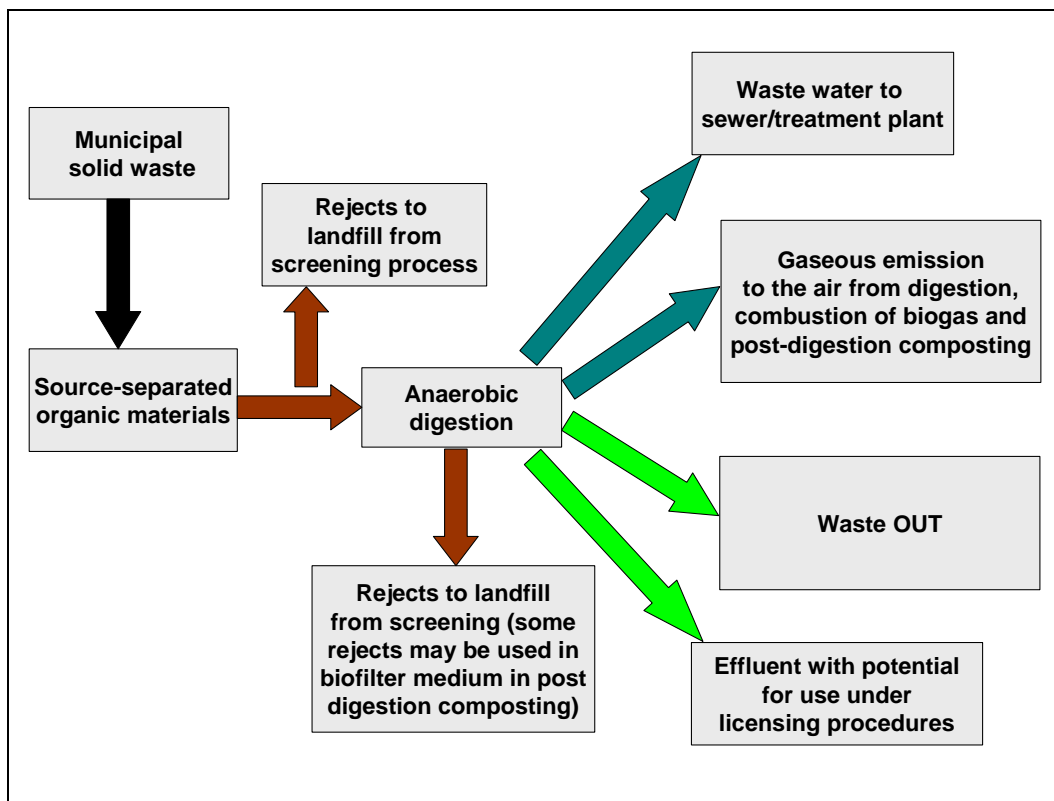 Municipal
solid waste
Source-separated
organic materials
Rejects to
landfill from
screening process
Anaerobic
digestion
Rejects to landfill
from screening (some
rejects may be used in
biofilter medium in post
digestion composting)
Waste water to
sewer/treatment plant
Gaseous emission
to the air from digestion,
combustion of biogas and
post-digestion composting
Waste OUT
Effluent with potential
for use under
licensing procedures